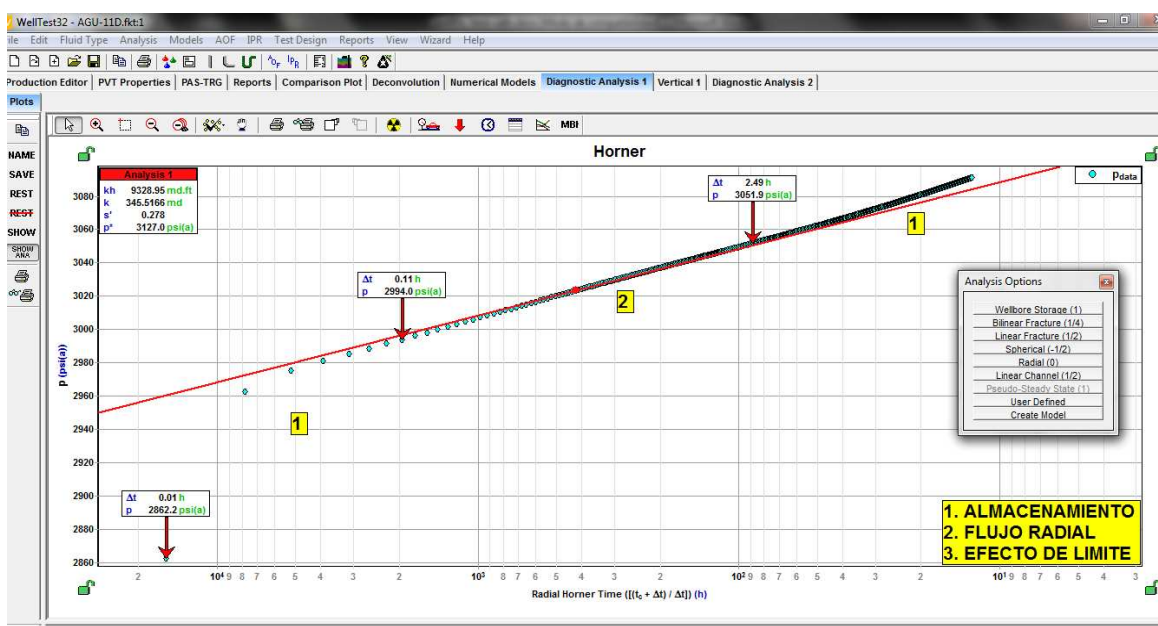 WellTest32 - AGU-11D.fkt:1
File Edit Fluid Type Analysis Models AOF IPR Test Design Reports View Wizard Help
Production Editor | PVT Properties | PAS-TRG | Reports | Comparison Plot | Deconvolution | Numerical Models | Diagnostic Analysis 1 | Vertical 1 | Diagnostic Analysis 2
Plots
MBH
NAME
SAVE
REST
REST
SHOW
SHOW
ANA
Horner
Analysis 1
kh 9328.95 md.ft
k 345.5166 md
s' 0.278
p* 3127.0 psi(a)
Δt 2.49 h
p 3051.9 psi(a)
Pdata
1
Δt 0.11 h
p 2994.0 psi(a)
2
1
Δt 0.01 h
p 2862.2 psi(a)
Analysis Options
Wellbore Storage (1)
Bilinear Fracture (1/4)
Linear Fracture (1/2)
Spherical (-1/2)
Radial (0)
Linear Channel (1/2)
Pseudo-Steady State (1)
User Defined
Create Model
1. ALMACENAMIENTO
2. FLUJO RADIAL
3. EFECTO DE LIMITE
p (psi(a))
3080
3060
3040
3020
3000
2980
2960
2940
2920
2900
2880
2860
2 10⁴ 9 8 7 6 5 4 3 2 10³ 8 7 6 5 4 3 2 10² 9 8 7 6 5 4 3 2 10¹ 9 8 7 6 5 4 3
Radial Horner Time ([(t꜀ + Δt) / Δt]) (h)